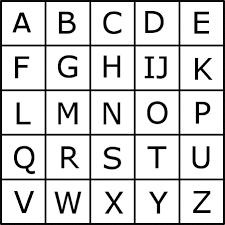 A B C D E
F G H IJ K
L M N O P
Q R S T U
V W X Y Z